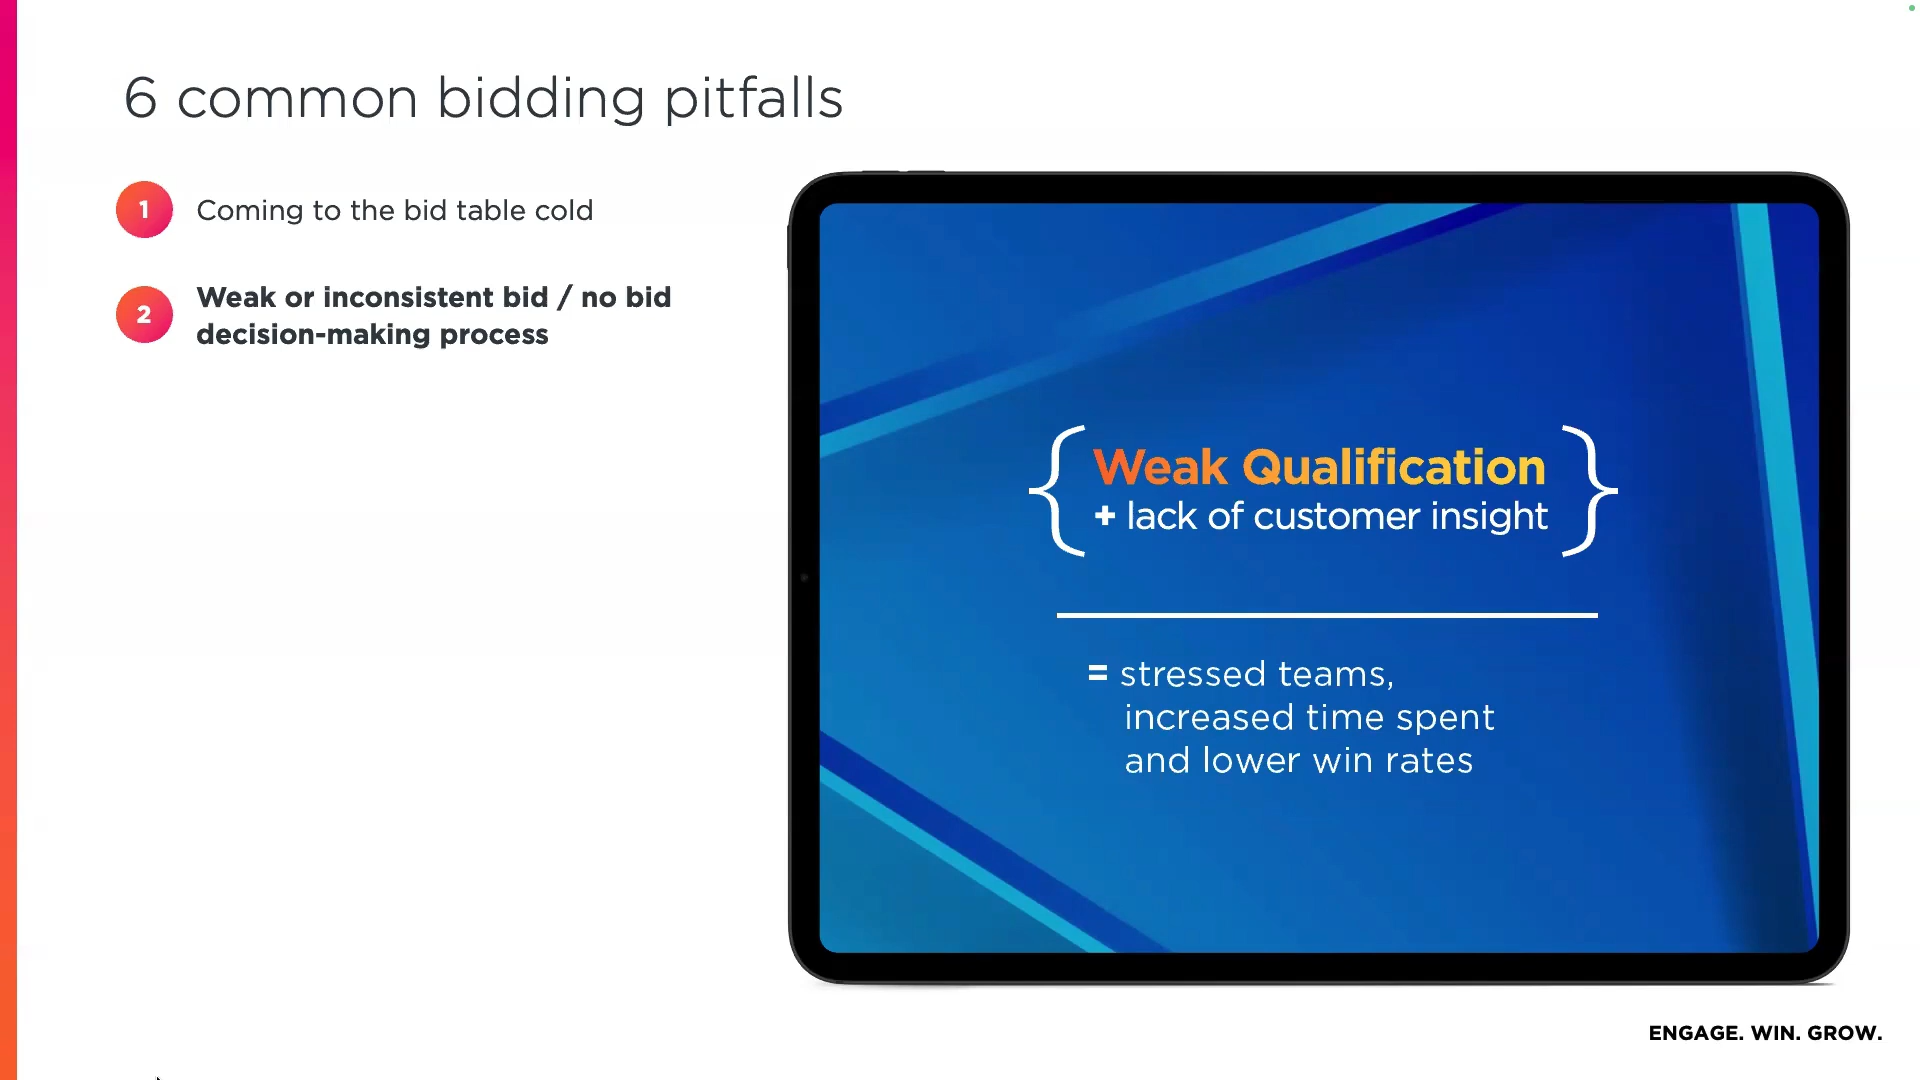 6 common bidding pitfalls
1 Coming to the bid table cold
2 Weak or inconsistent bid / no bid
decision-making process
Weak Qualification
+ lack of customer insight
= stressed teams,
increased time spent
and lower win rates
ENGAGE. WIN. GROW.